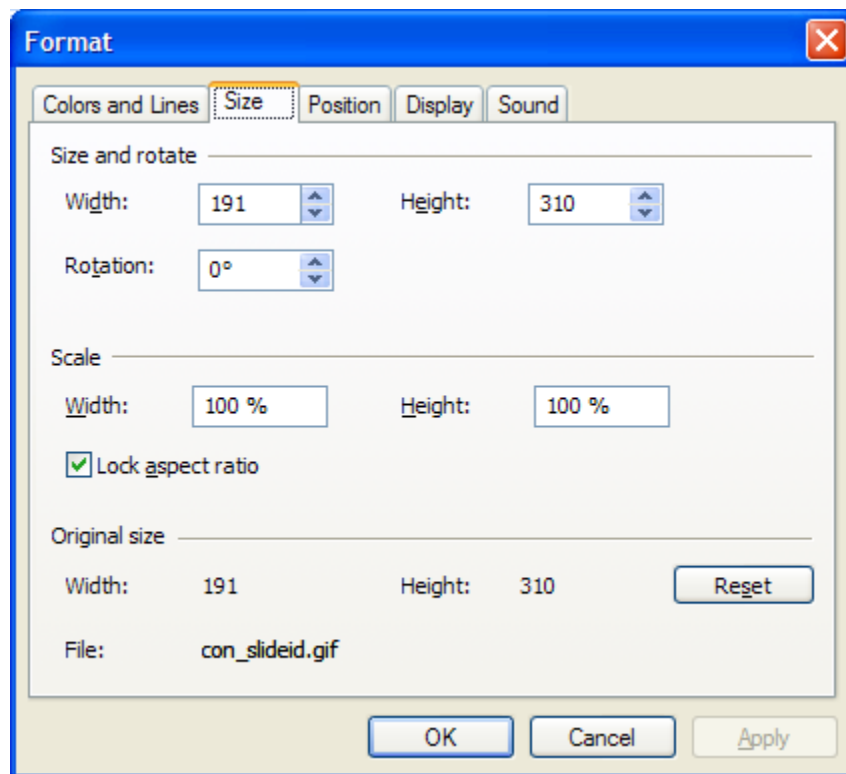 Format
Colors and Lines Size Position Display Sound
Size and rotate
Width: 191 Height: 310
Rotation: 0°
Scale
Width: 100 % Height: 100 %
Lock aspect ratio
Original size
Width: 191 Height: 310 Reset
File: con_slideid.gif
OK Cancel Apply